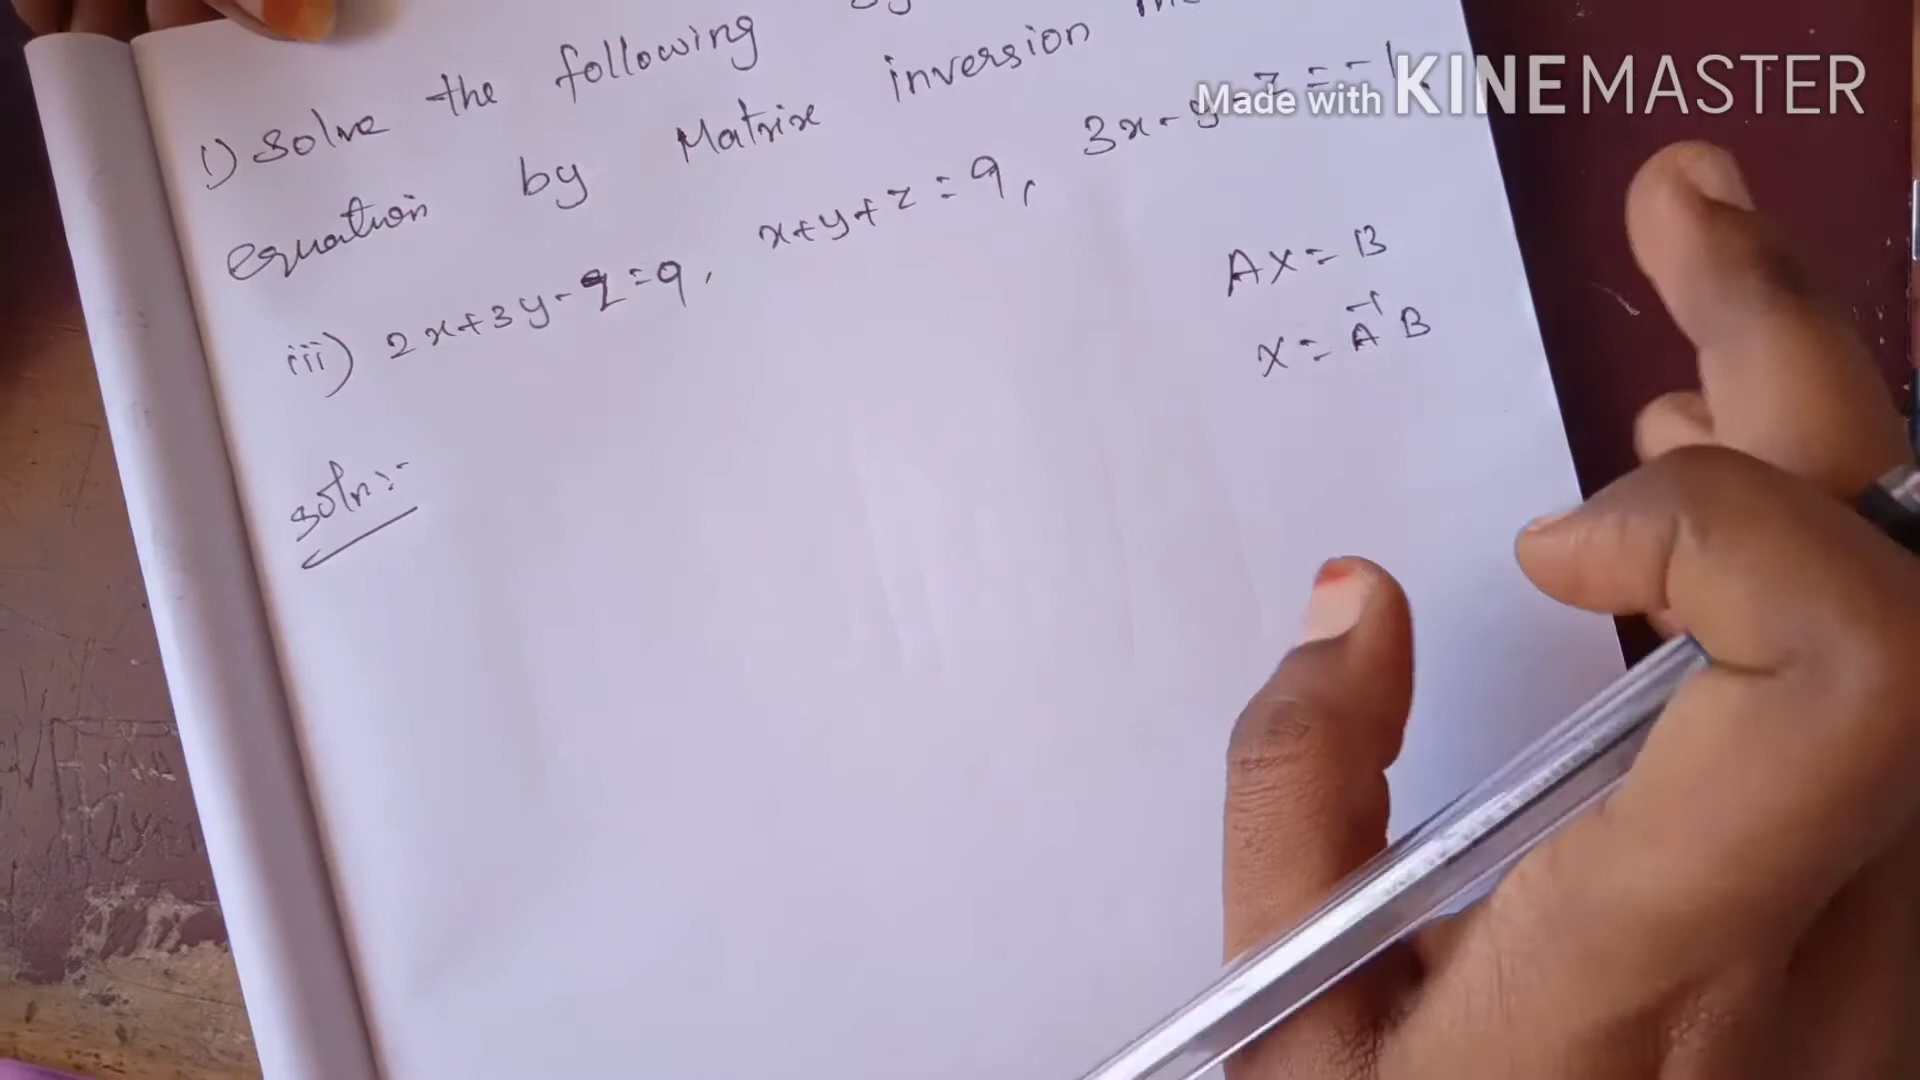 1) Solve the following
equation by Matrix inversion
iii) 2x+3y-z=9, x+y+z=9, 3x-y-z=-1
AX=B
X=A⁻¹B
soln:-
Made with KINEMASTER